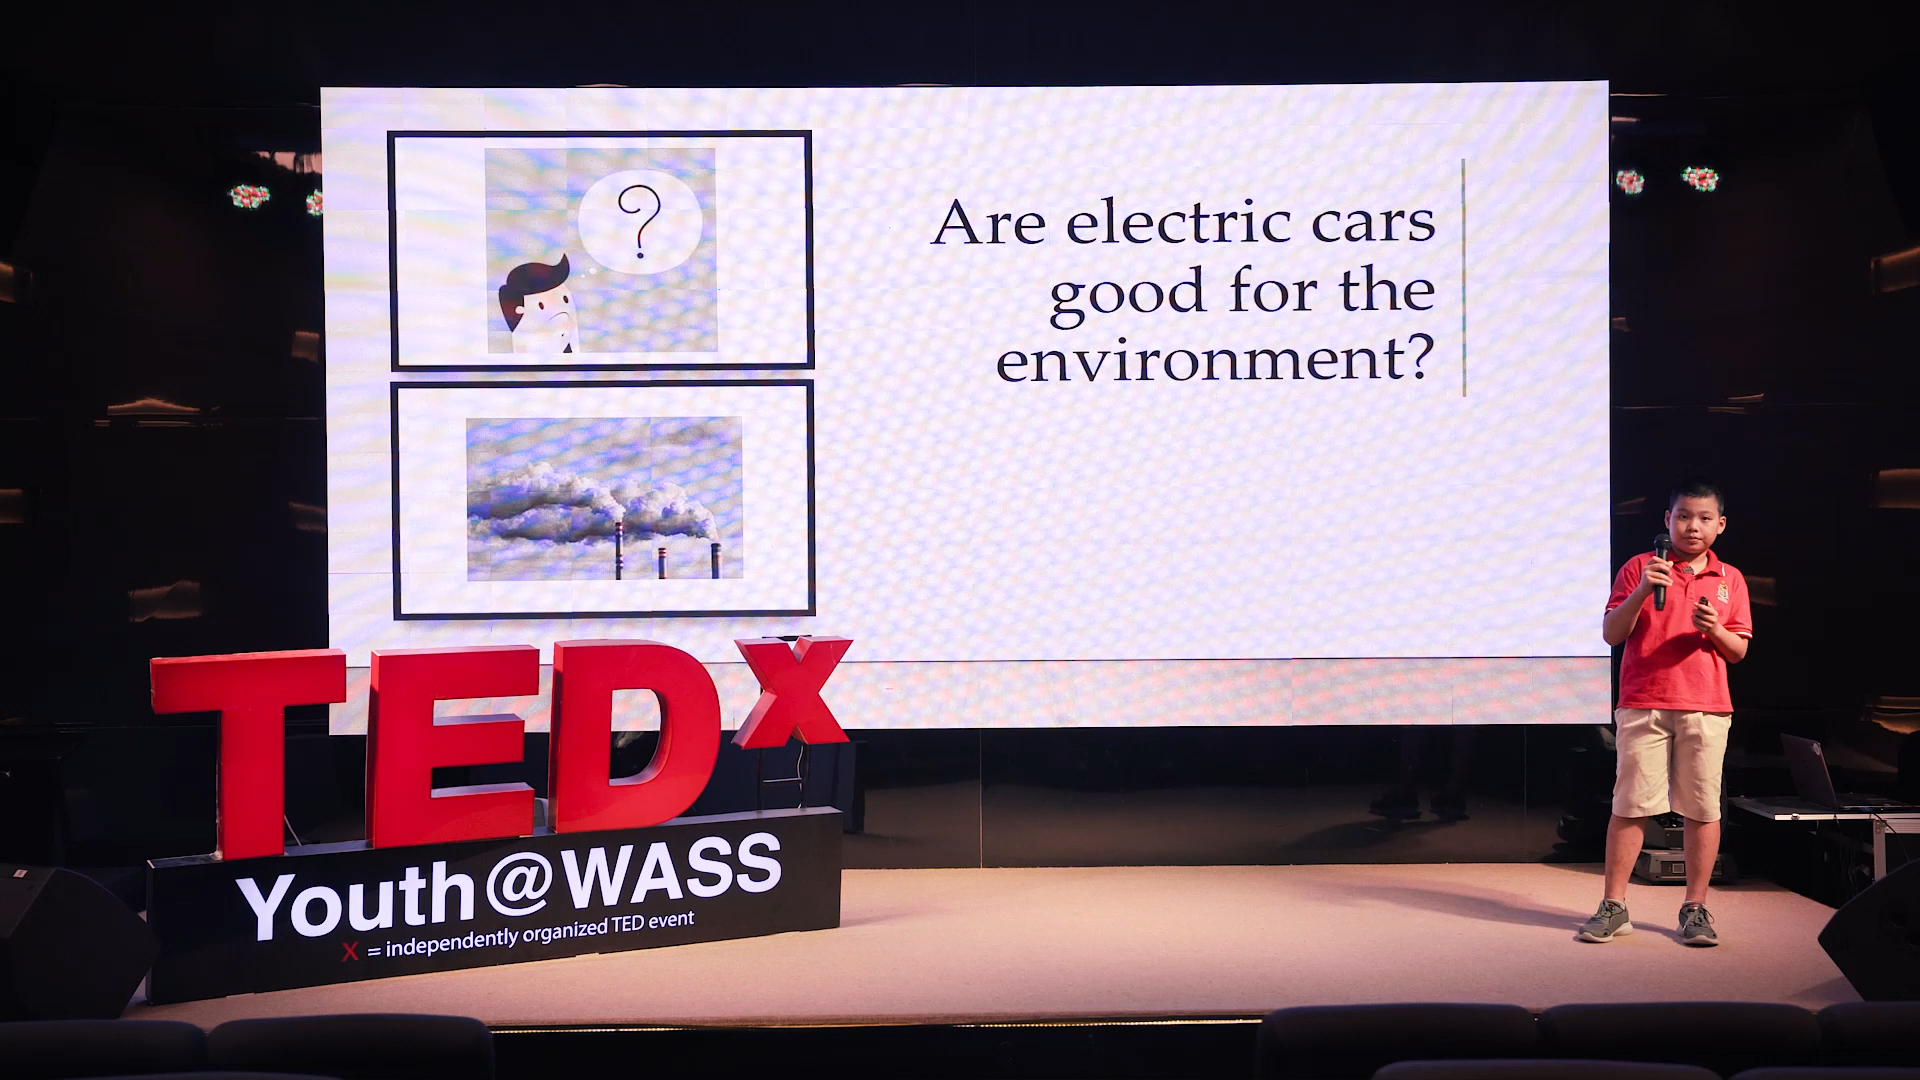 ?
Are electric cars
good for the
environment?
TEDx
Youth@WASS
X = independently organized TED event